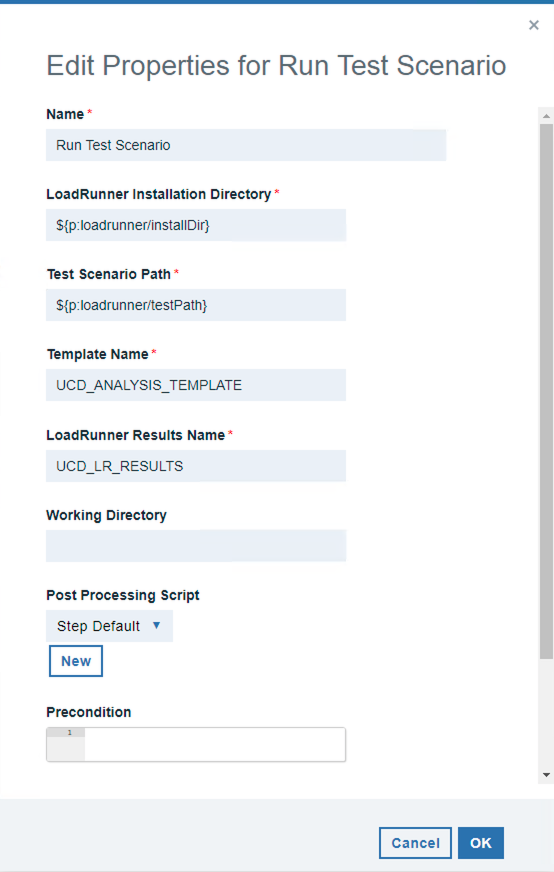 ×
Edit Properties for Run Test Scenario
Name *
Run Test Scenario
LoadRunner Installation Directory *
${p:loadrunner/installDir}
Test Scenario Path *
${p:loadrunner/testPath}
Template Name *
UCD_ANALYSIS_TEMPLATE
LoadRunner Results Name *
UCD_LR_RESULTS
Working Directory
Post Processing Script
Step Default ▼
New
Precondition
1
Cancel OK